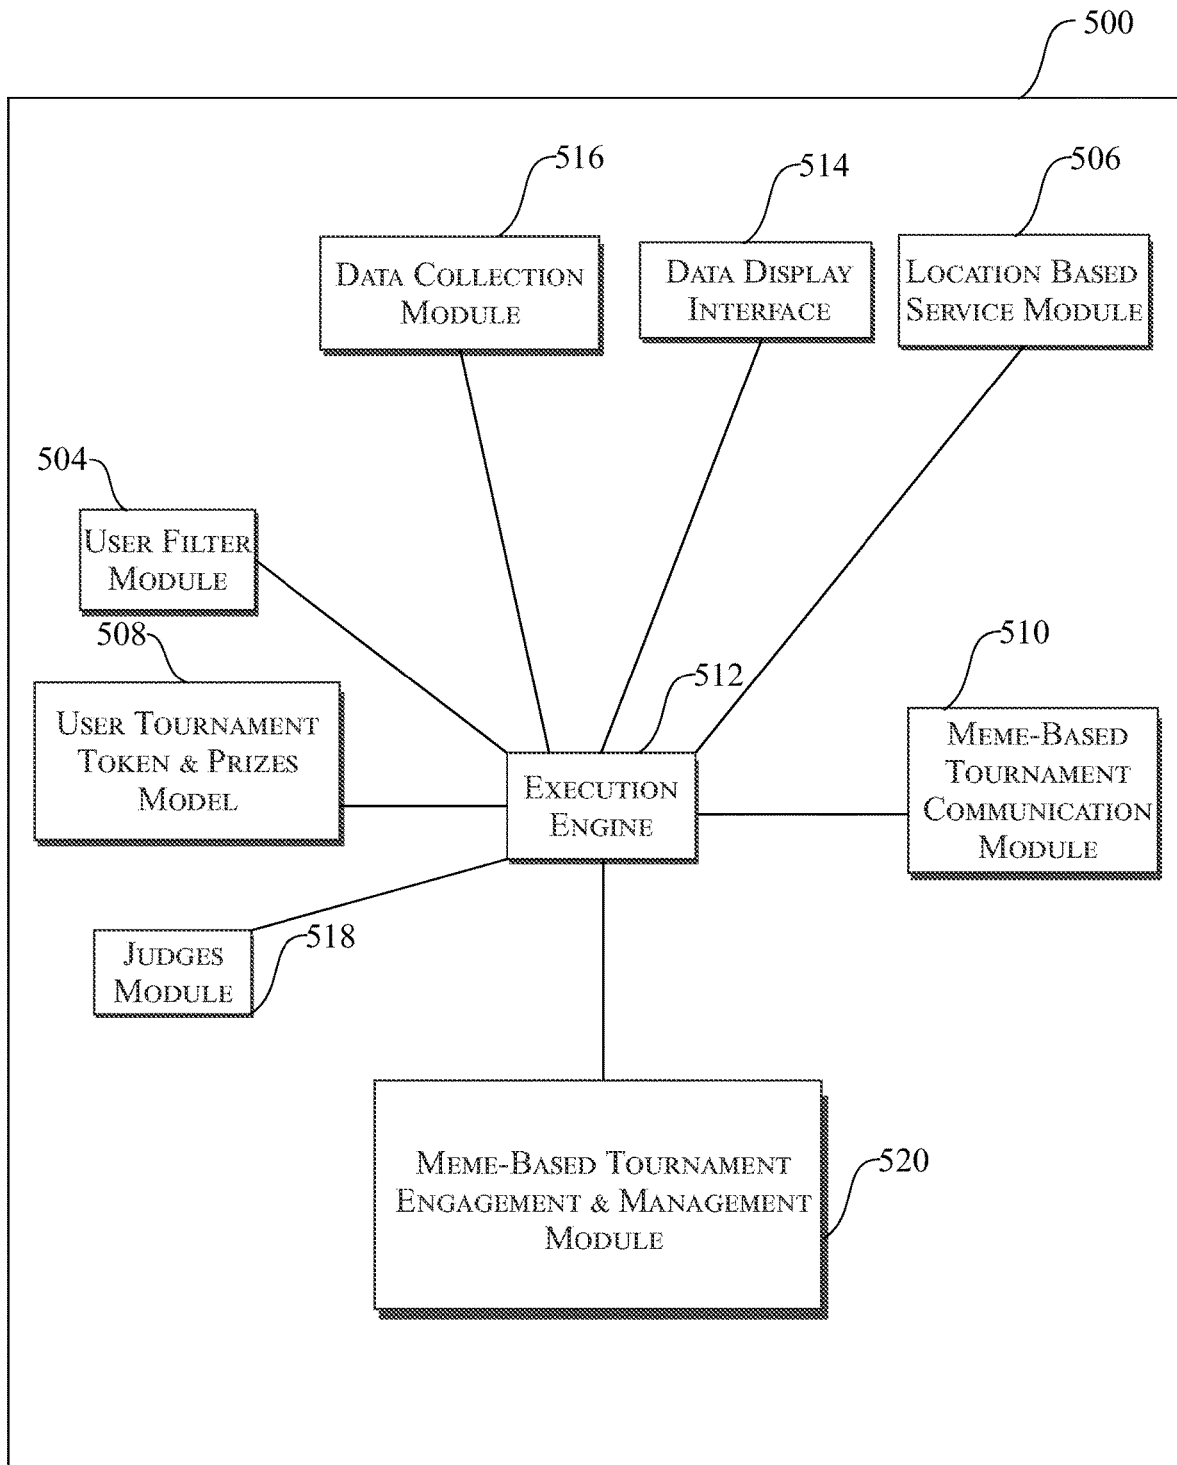 500
516
514
506
DATA COLLECTION
MODULE
DATA DISPLAY
INTERFACE
LOCATION BASED
SERVICE MODULE
504
USER FILTER
MODULE
508
USER TOURNAMENT
TOKEN & PRIZES
MODEL
512
EXECUTION
ENGINE
510
MEME-BASED
TOURNAMENT
COMMUNICATION
MODULE
JUDGES
MODULE
518
MEME-BASED TOURNAMENT
ENGAGEMENT & MANAGEMENT
MODULE
520